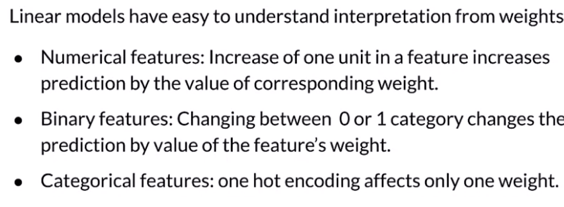 Linear models have easy to understand interpretation from weights
• Numerical features: Increase of one unit in a feature increases
prediction by the value of corresponding weight.
• Binary features: Changing between 0 or 1 category changes the
prediction by value of the feature's weight.
• Categorical features: one hot encoding affects only one weight.